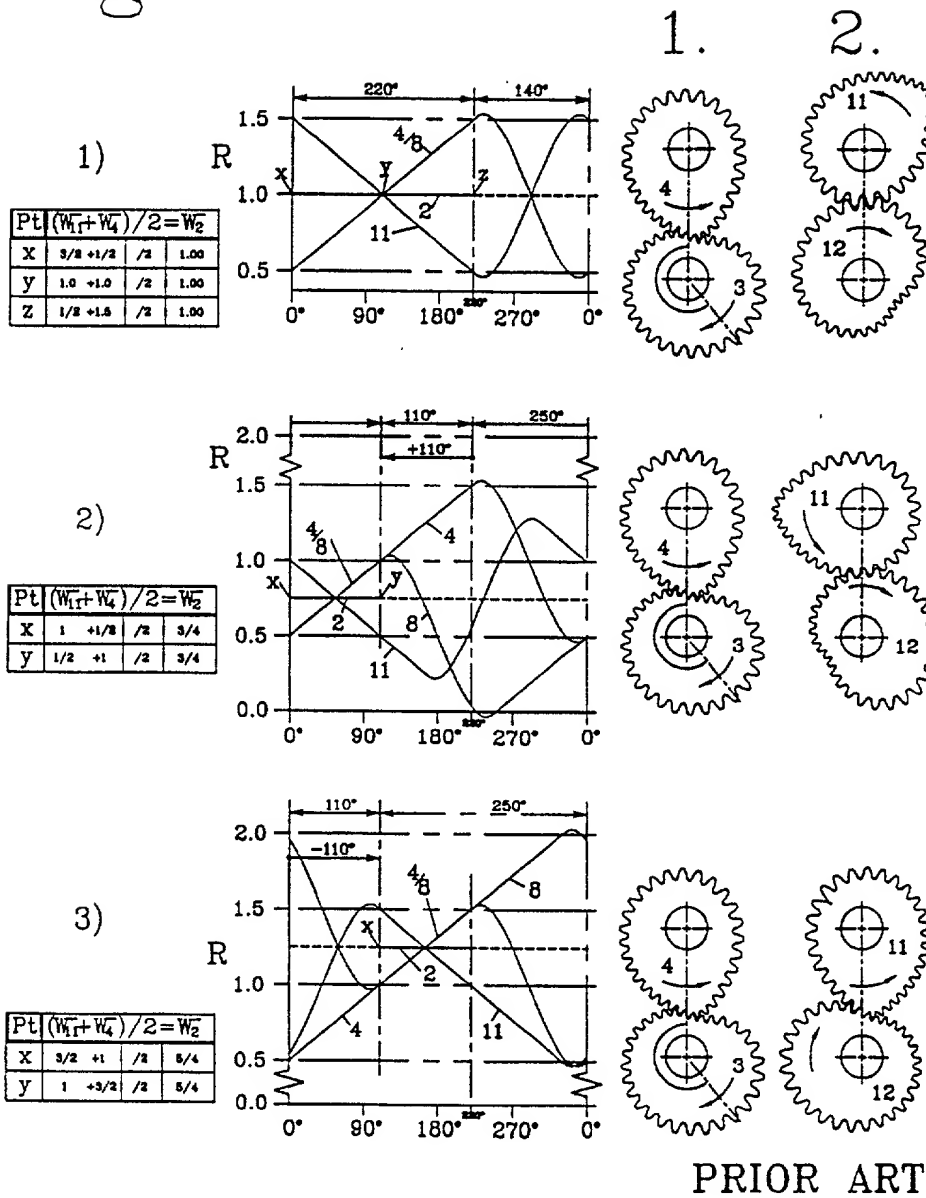 1. 2.
1)
R
220° 140°
1.5
1.0
0.5
x
y
z
4/8
2
11
0° 90° 180° 220° 270° 0°
Pt (W11+W4)/2=W2
x 3/2 +1/2 /2 1.00
y 1.0 +1.0 /2 1.00
z 1/2 +1.5 /2 1.00
4
3
11
12
2)
R
110° 250°
+110°
2.0
1.5
1.0
0.5
0.0
x
y
4/8
4
2
8
11
0° 90° 180° 220° 270° 0°
Pt (W11+W4)/2=W2
x 1 +1/2 /2 3/4
y 1/2 +1 /2 3/4
4
3
11
12
3)
R
110° 250°
-110°
2.0
1.5
1.0
0.5
0.0
x
4/8
8
2
4
11
0° 90° 180° 220° 270° 0°
Pt (W11+W4)/2=W2
x 3/2 +1 /2 5/4
y 1 +3/2 /2 5/4
4
3
11
12
PRIOR ART